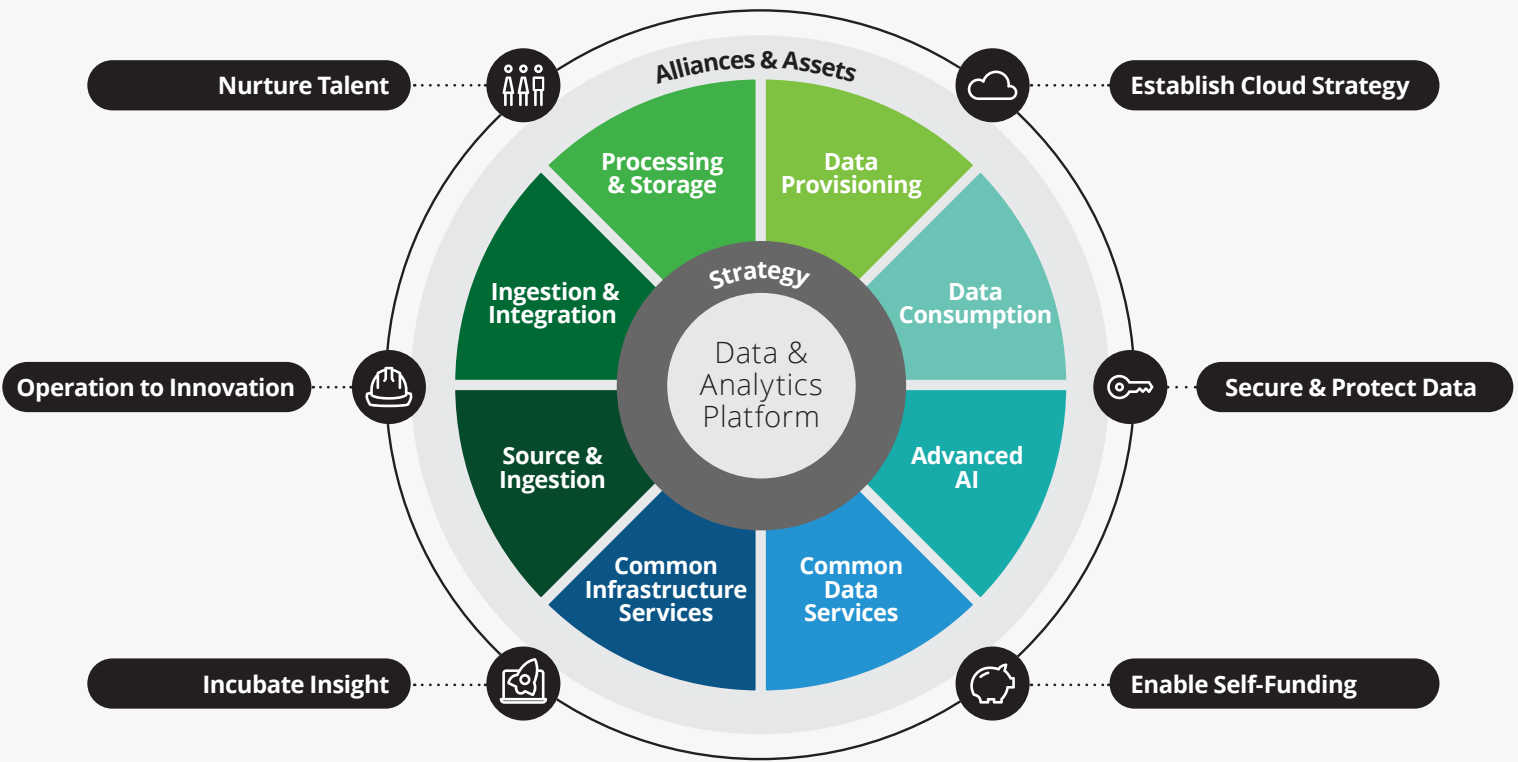 Alliances & Assets
Nurture Talent
Establish Cloud Strategy
Processing
& Storage
Data
Provisioning
Ingestion &
Integration
Strategy
Data
Consumption
Data &
Analytics
Platform
Operation to Innovation
Secure & Protect Data
Source &
Ingestion
Advanced
AI
Common
Infrastructure
Services
Common
Data
Services
Incubate Insight
Enable Self-Funding